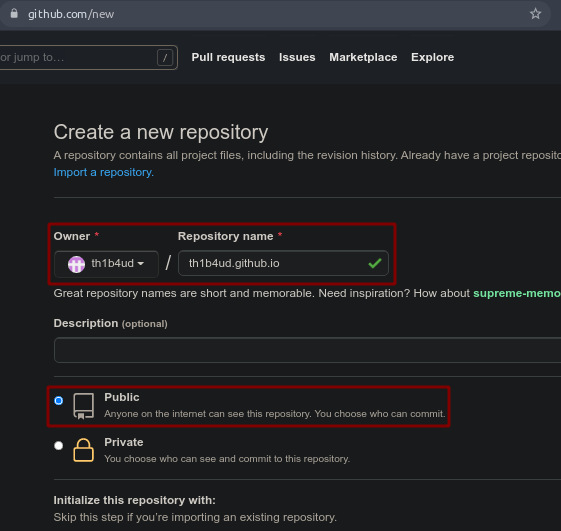 github.com/new
or jump to...
/
Pull requests Issues Marketplace Explore
Create a new repository
A repository contains all project files, including the revision history. Already have a project
Import a repository.
Owner * Repository name *
th1b4ud / th1b4ud.github.io
Great repository names are short and memorable. Need inspiration? How about
Description (optional)
Public
Anyone on the internet can see this repository. You choose who can commit.
Private
You choose who can see and commit to this repository.
Initialize this repository with:
Skip this step if you're importing an existing repository.